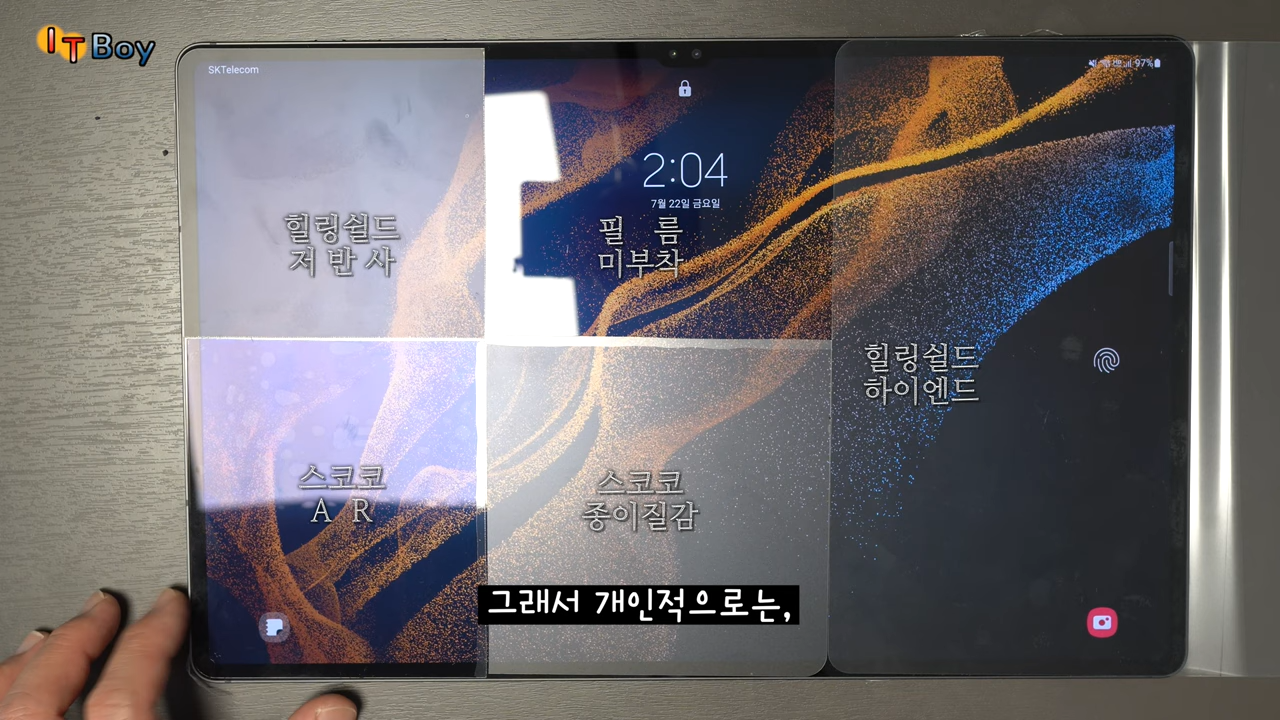 IT Boy
SKTelecom
97%
2:04
7월 22일 금요일
힐링쉴드
저반사
필 름
미부착
힐링쉴드
하이엔드
스코코
A R
스코코
종이질감
그래서 개인적으로는,